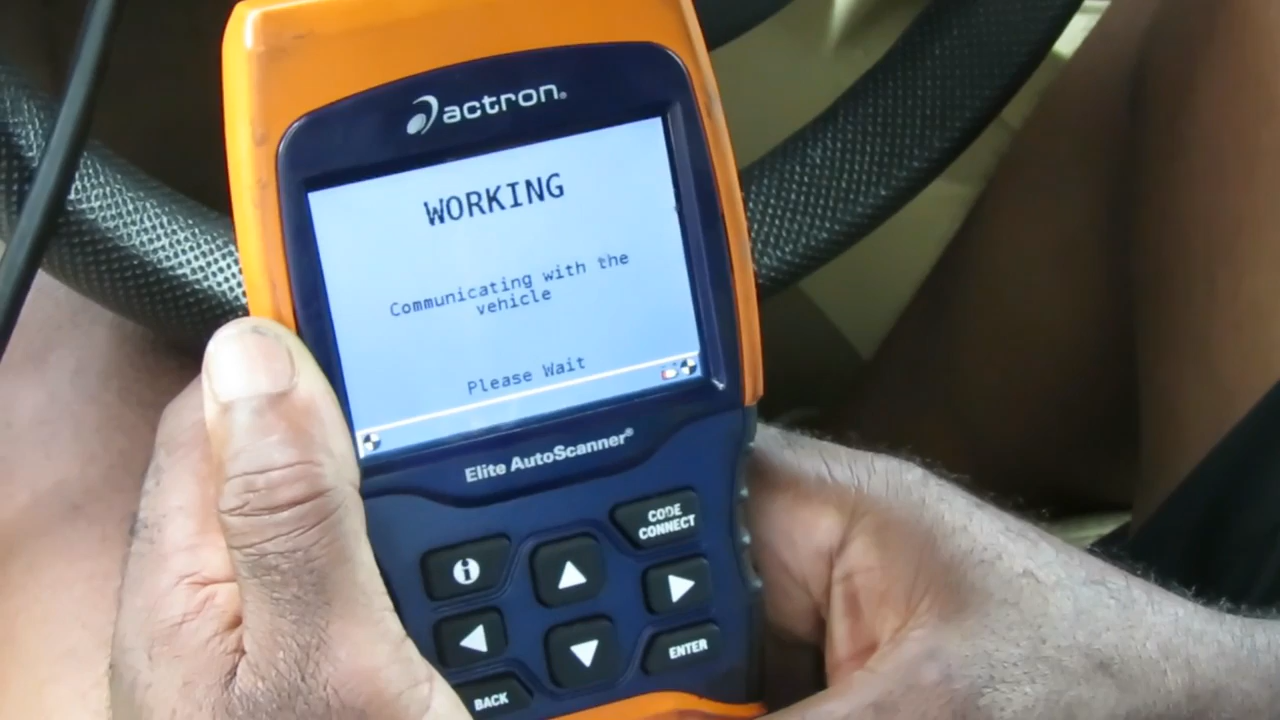 actron®
WORKING
Communicating with the
vehicle
Please Wait
Elite AutoScanner®
CODE
CONNECT
i
ENTER
BACK